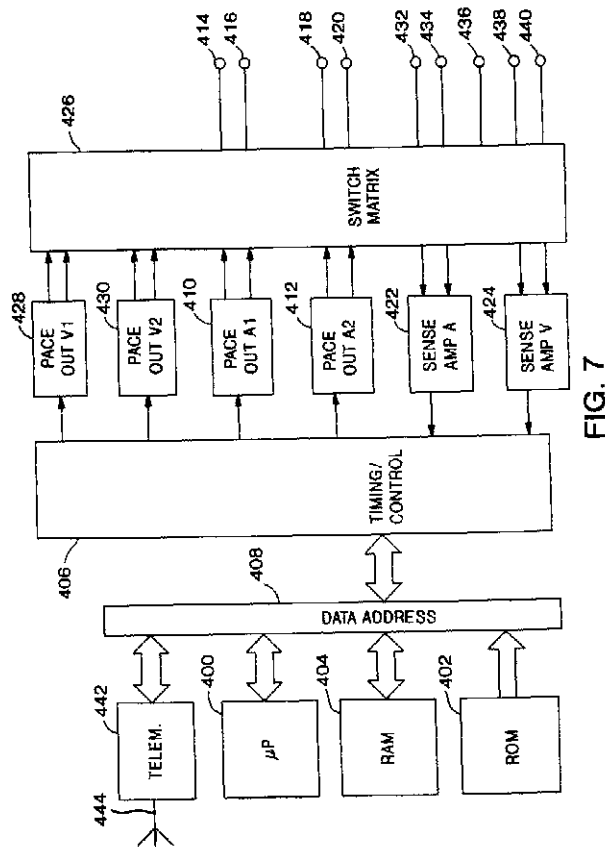 444
442
TELEM.
400
μP
404
RAM
402
ROM
408
DATA ADDRESS
406
TIMING/
CONTROL
428
PACE
OUT V1
430
PACE
OUT V2
410
PACE
OUT A1
412
PACE
OUT A2
422
SENSE
AMP A
424
SENSE
AMP V
426
SWITCH
MATRIX
414
416
418
420
432
434
436
438
440
FIG. 7